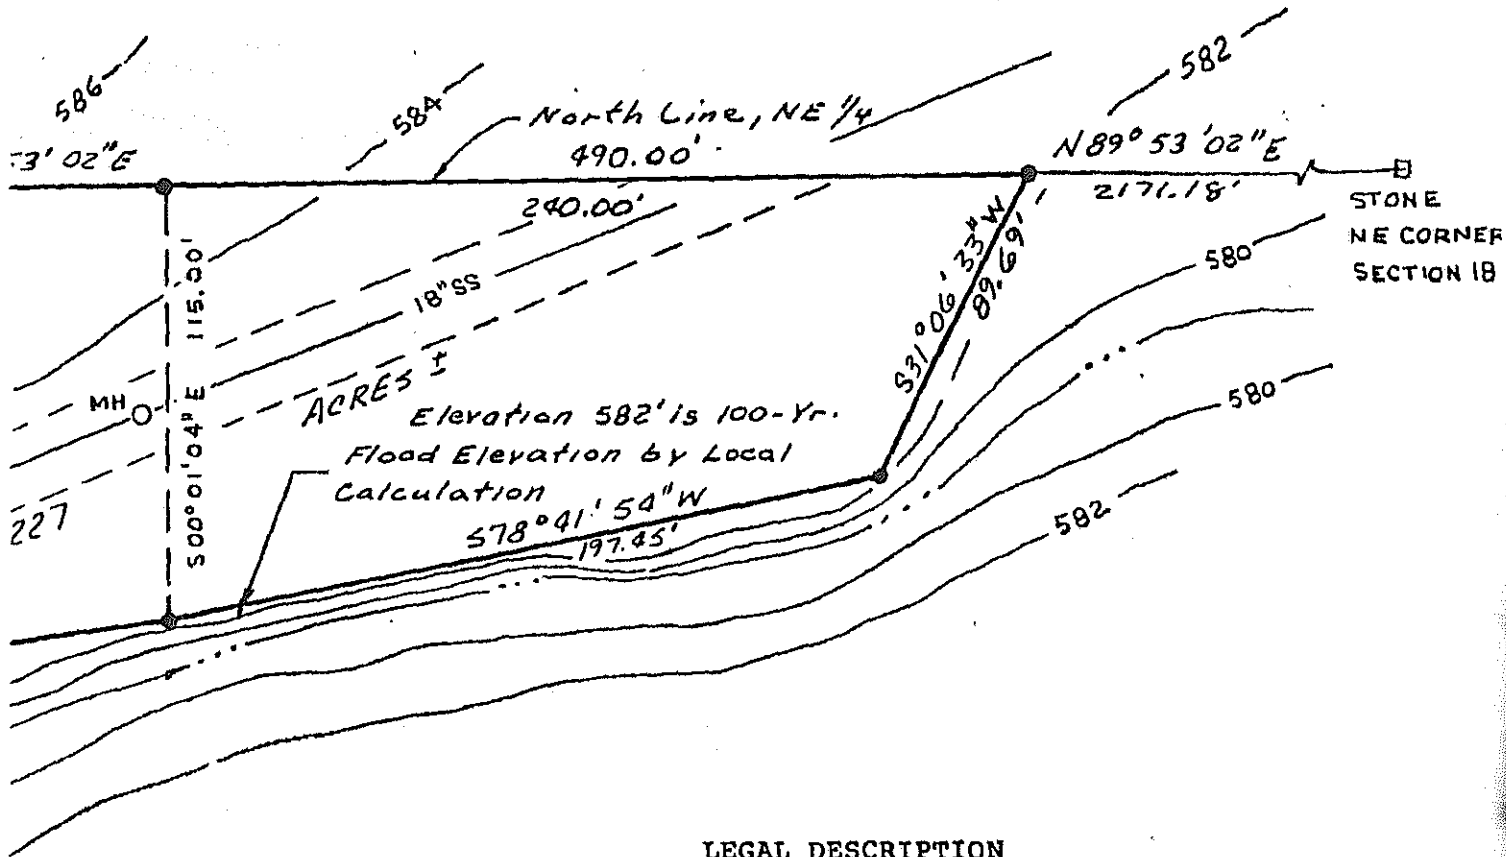 586
584
582
North Line, NE 1/4
3' 02"E
490.00'
N 89° 53' 02" E
240.00'
2171.18'
STONE
NE CORNER
SECTION 18
115.00'
S00° 01' 04" E
18" SS
S31° 06' 33" W
89.69'
580
MH
ACRES ±
Elevation 582' is 100-Yr.
Flood Elevation by Local
Calculation
580
227
S78° 41' 54" W
197.45'
582
LEGAL DESCRIPTION